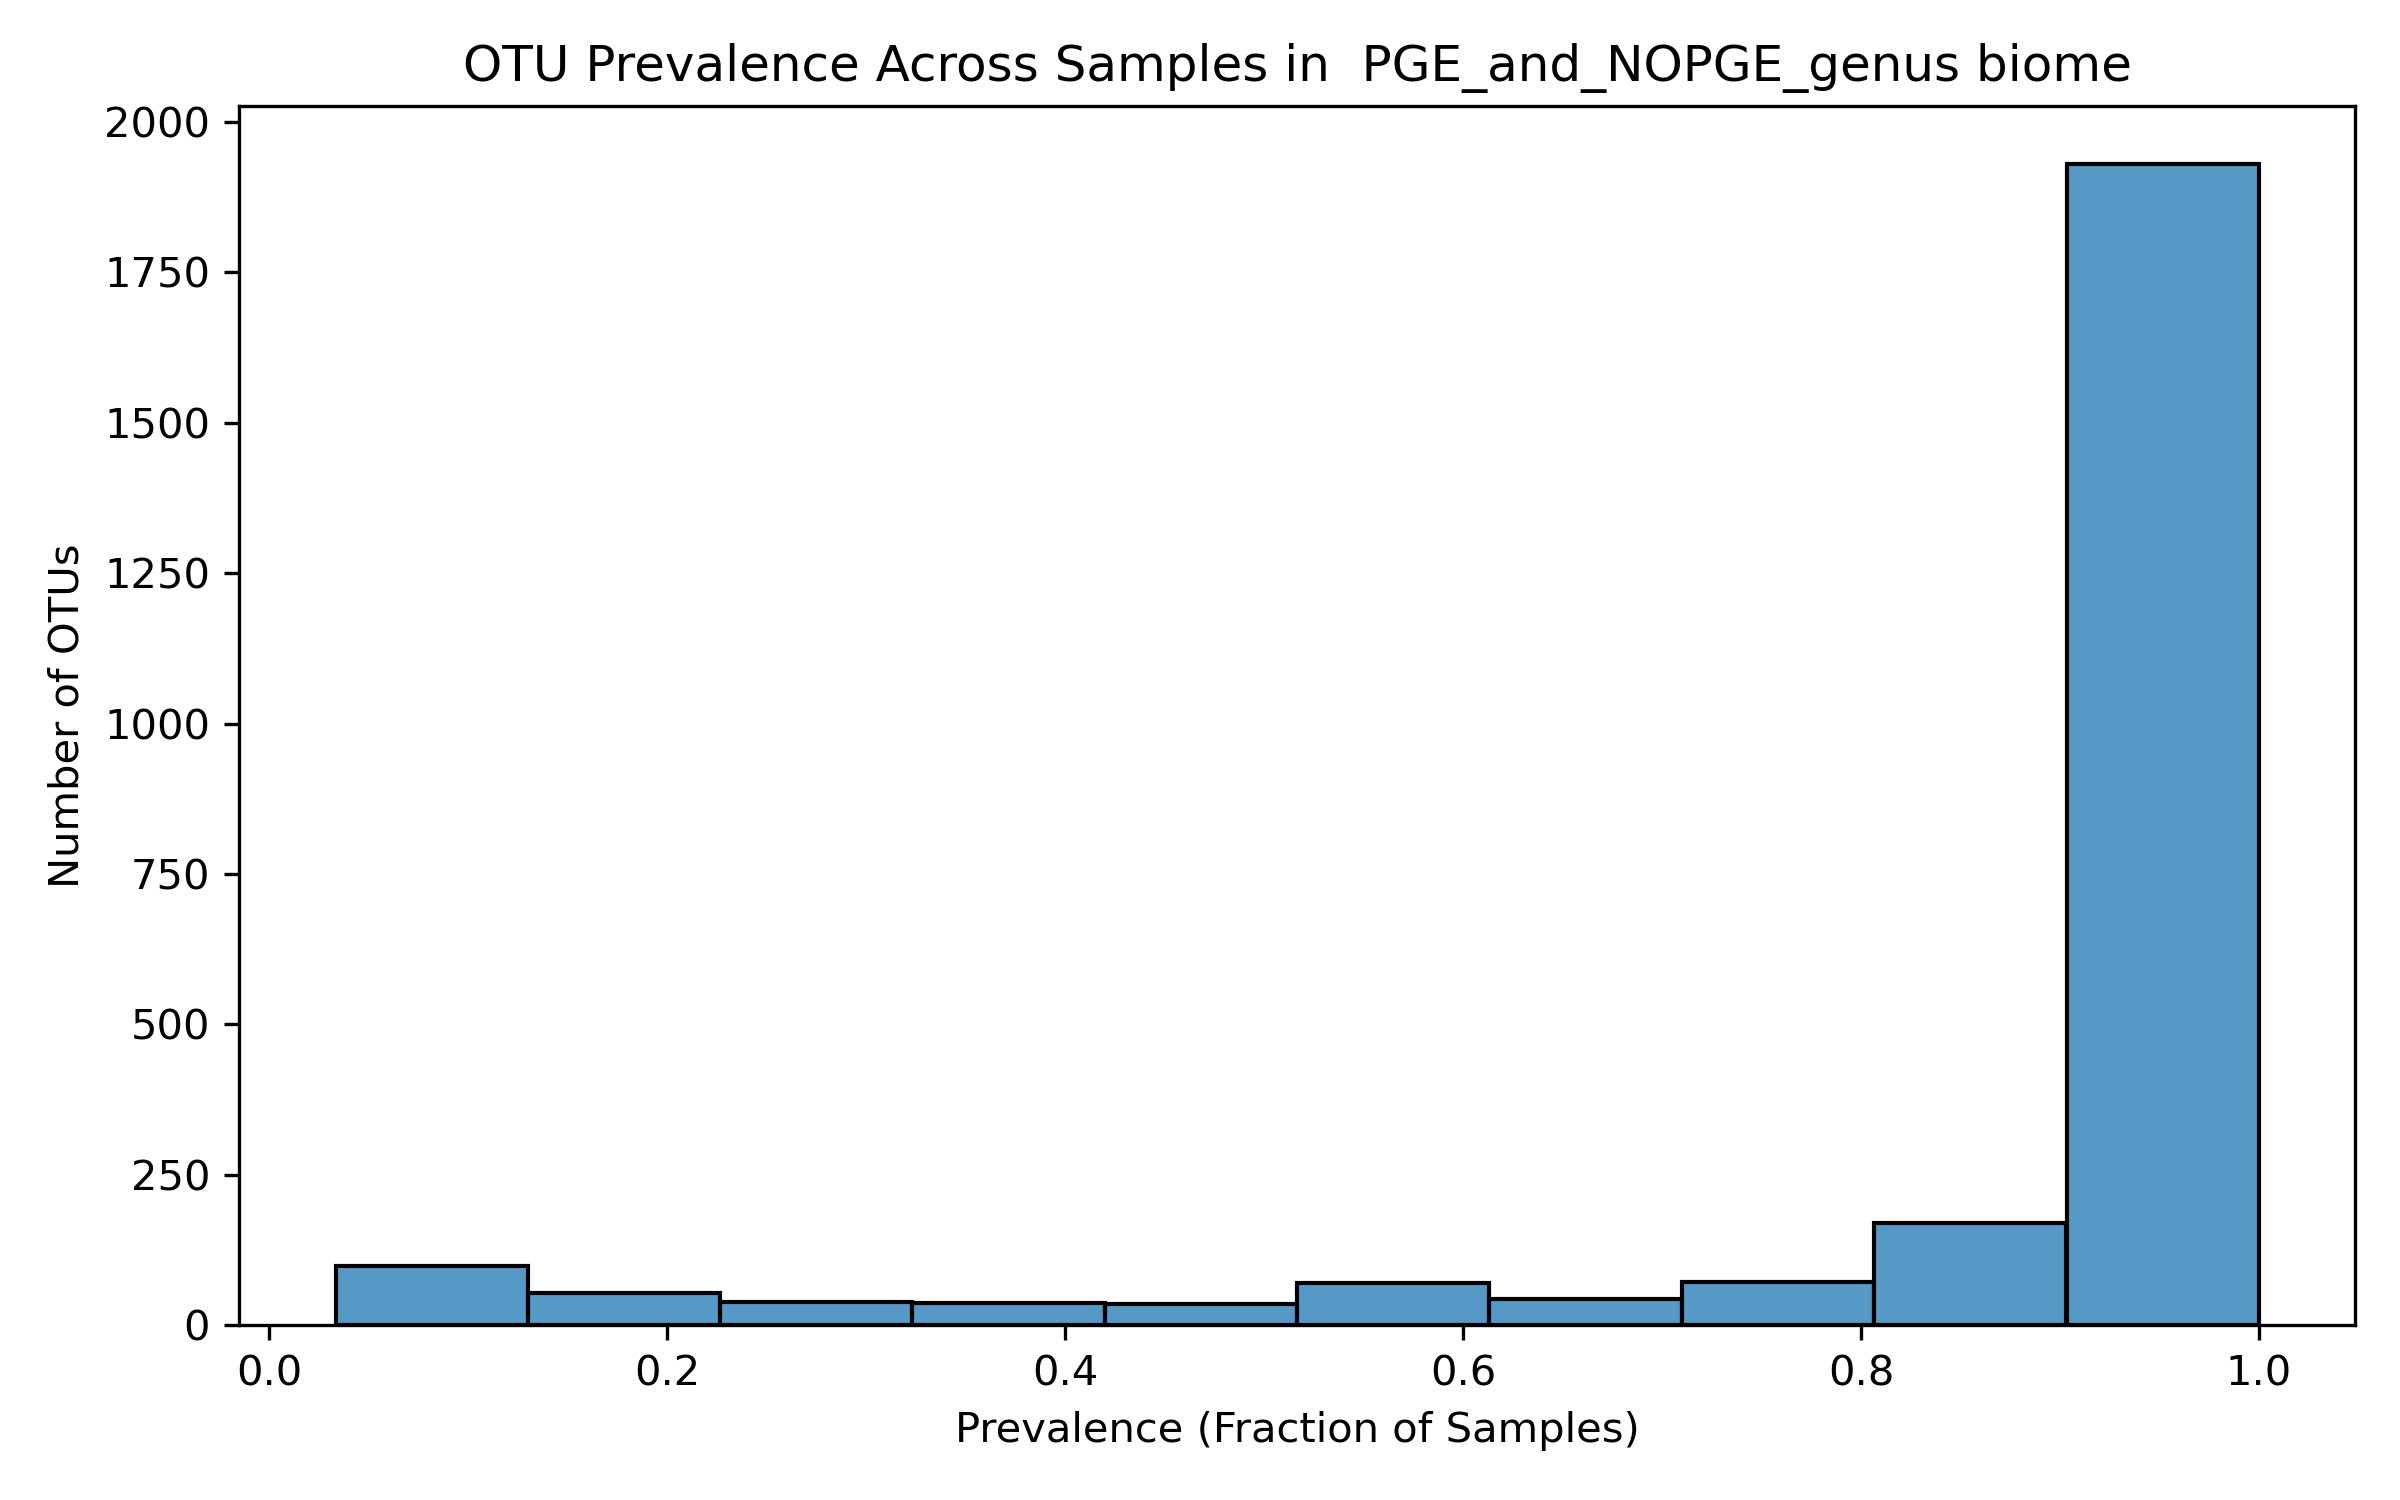 OTU Prevalence Across Samples in  PGE_and_NOPGE_genus biome
2000
1750
1500
1250
1000
750
500
250
0
Number of OTUs
0.0 0.2 0.4 0.6 0.8 1.0
Prevalence (Fraction of Samples)